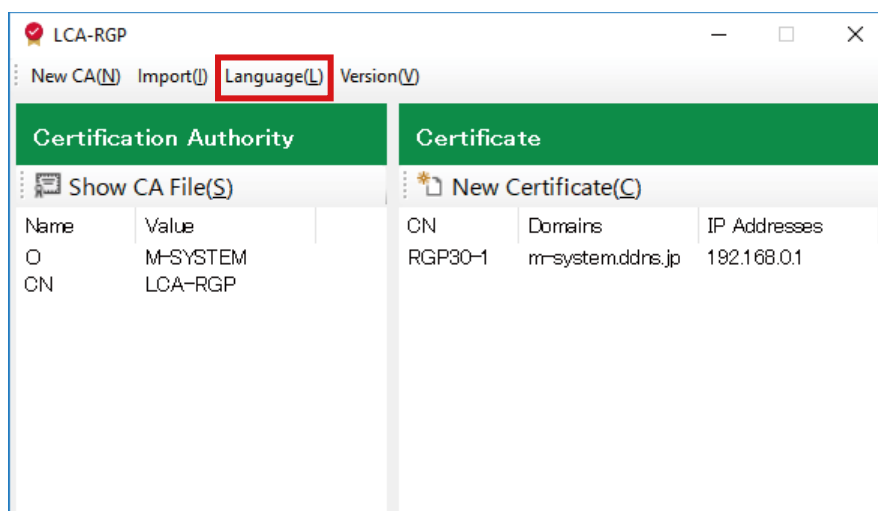 LCA-RGP
New CA(N) Import(I) Language(L) Version(V)
Certification Authority
Show CA File(S)
Name Value
O M-SYSTEM
CN LCA-RGP
Certificate
New Certificate(C)
CN Domains IP Addresses
RGP30-1 m-system.ddns.jp 192.168.0.1